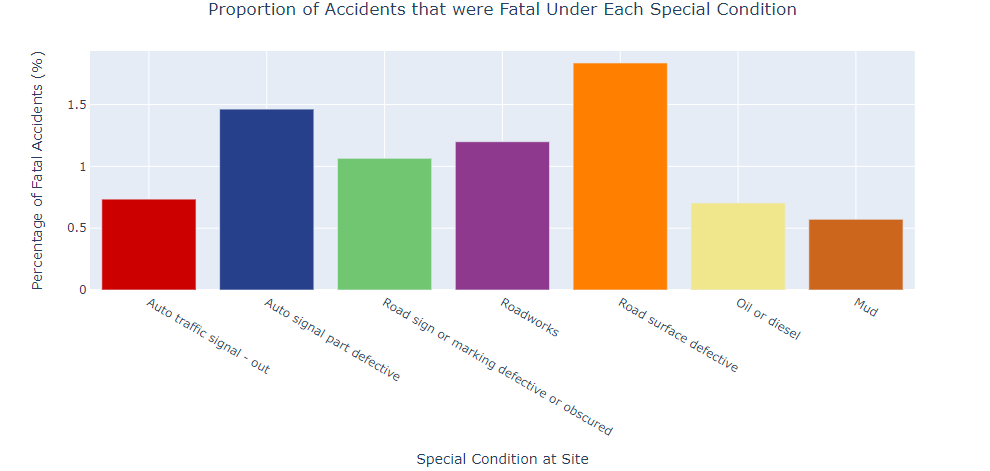 Proportion of Accidents that were Fatal Under Each Special Condition
Percentage of Fatal Accidents (%)
1.5
1
0.5
0
Auto traffic signal - out
Auto signal part defective
Road sign or marking defective or obscured
Roadworks
Road surface defective
Oil or diesel
Mud
Special Condition at Site